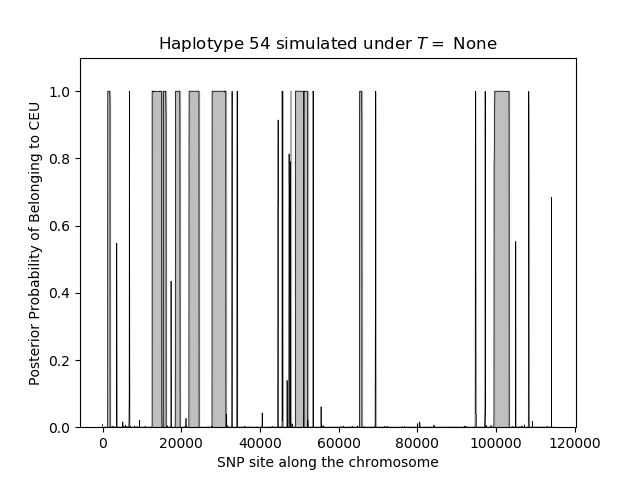 Haplotype 54 simulated under T = None
Posterior Probability of Belonging to CEU
1.0
0.8
0.6
0.4
0.2
0.0
0 20000 40000 60000 80000 100000 120000
SNP site along the chromosome